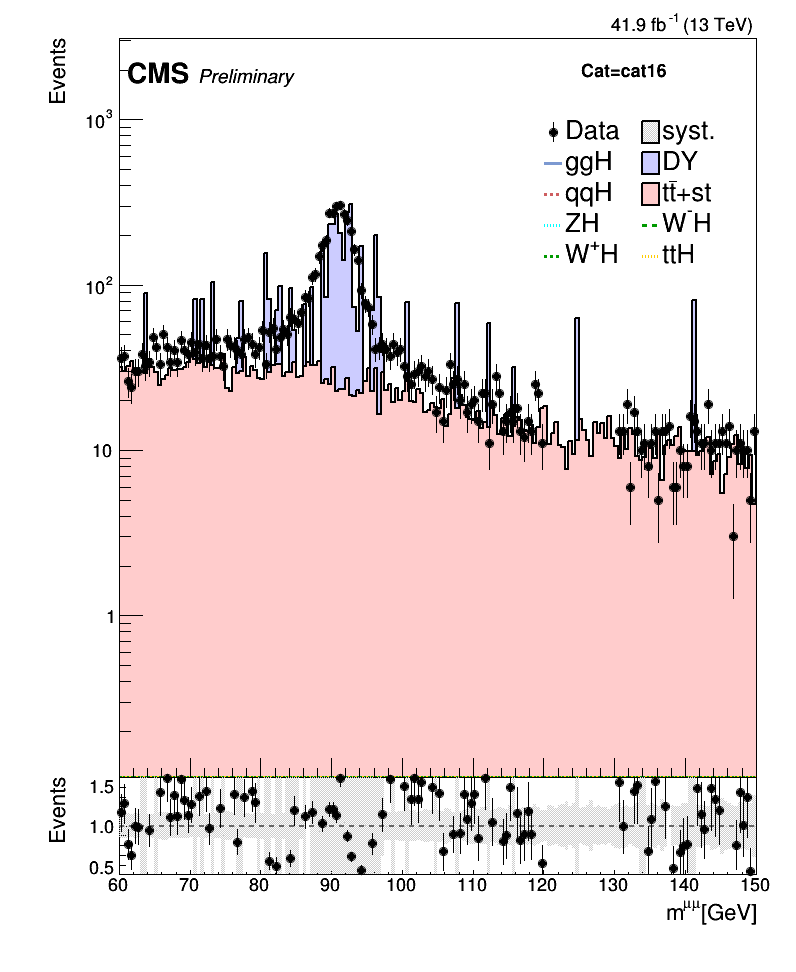 41.9 fb⁻¹ (13 TeV)
Events
CMS Preliminary
Cat=cat16
Data syst.
ggH DY
qqH tt̄+st
ZH W⁻H
W⁺H ttH
10³
10²
10
1
Events
1.5
1.0
0.5
60 70 80 90 100 110 120 130 140 150
m^μμ[GeV]